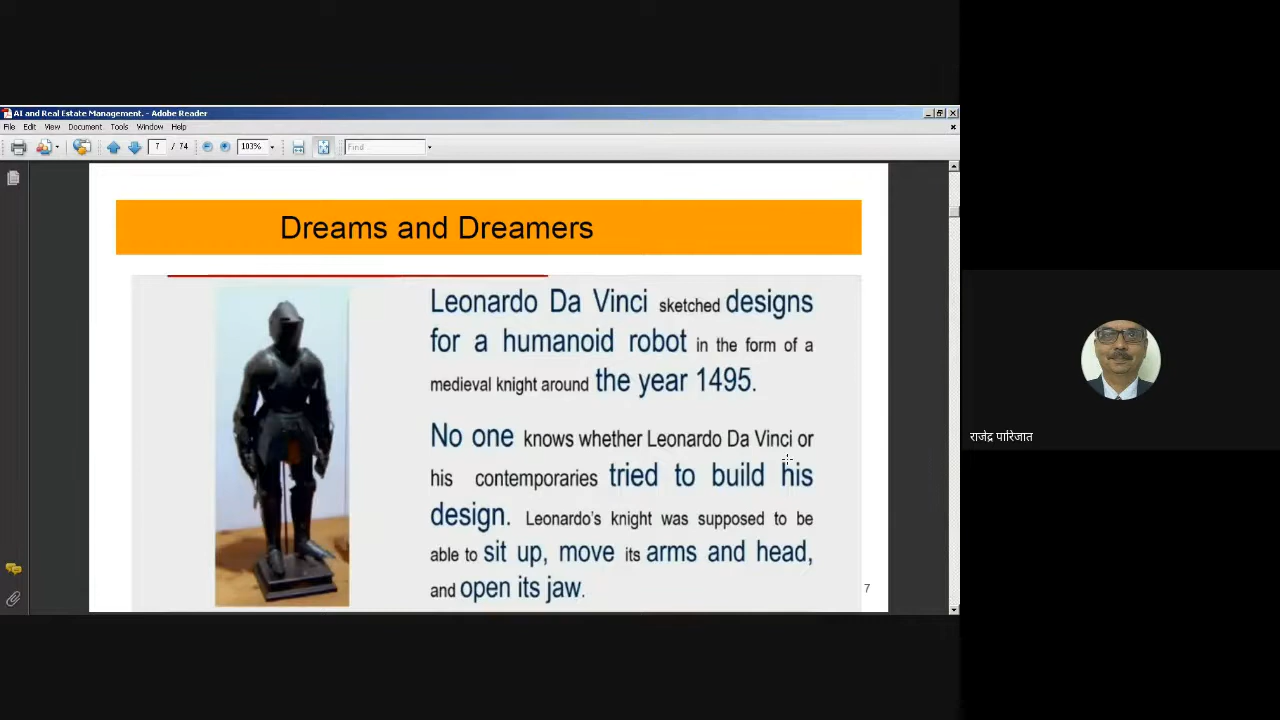 AI and Real Estate Management. - Adobe Reader
File Edit View Document Tools Window Help
7 / 74 103% Find
Dreams and Dreamers
Leonardo Da Vinci sketched designs
for a humanoid robot in the form of a
medieval knight around the year 1495.
No one knows whether Leonardo Da Vinci or
his contemporaries tried to build his
design. Leonardo's knight was supposed to be
able to sit up, move its arms and head,
and open its jaw.
7
राजेंद्र पारिजात